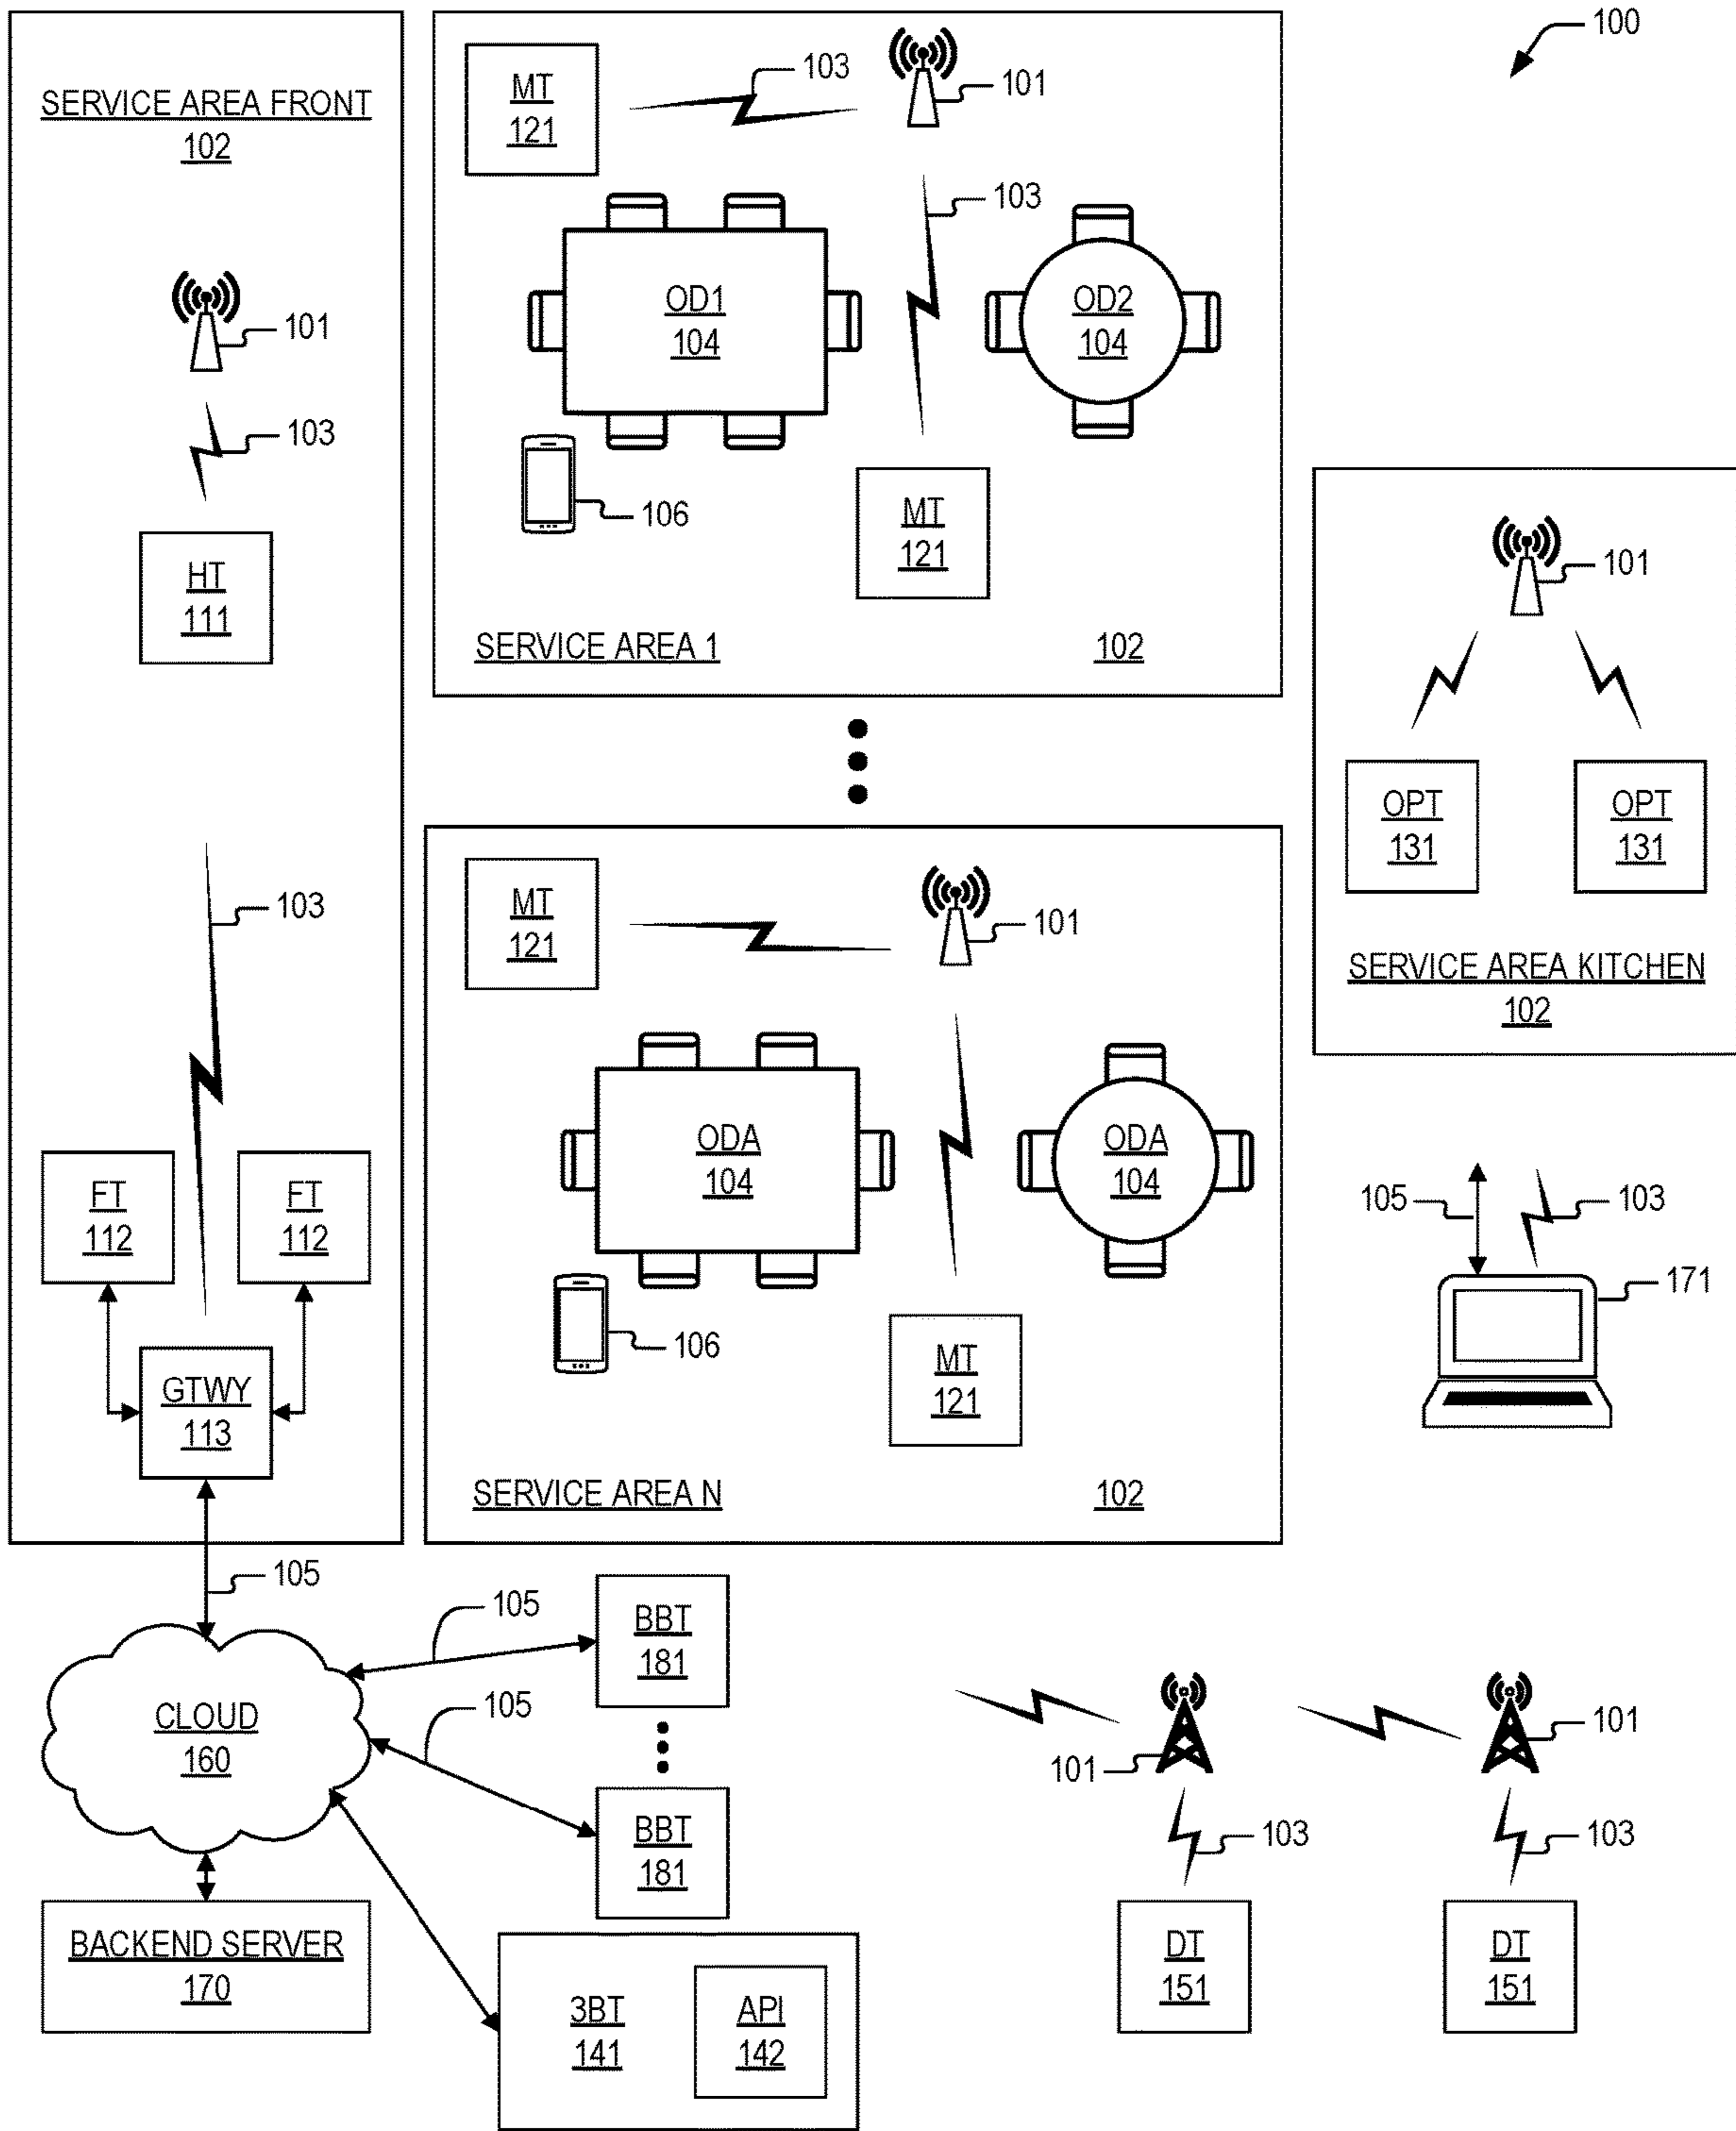 100
SERVICE AREA FRONT
102
101
103
HT
111
103
FT
112
FT
112
GTWY
113
105
MT
121
103
101
103
OD1
104
OD2
104
106
MT
121
SERVICE AREA 1
102
MT
121
101
ODA
104
ODA
104
106
MT
121
SERVICE AREA N
102
101
OPT
131
OPT
131
SERVICE AREA KITCHEN
102
105
103
171
CLOUD
160
105
105
BBT
181
BBT
181
BACKEND SERVER
170
3BT
141
API
142
101
101
103
103
DT
151
DT
151